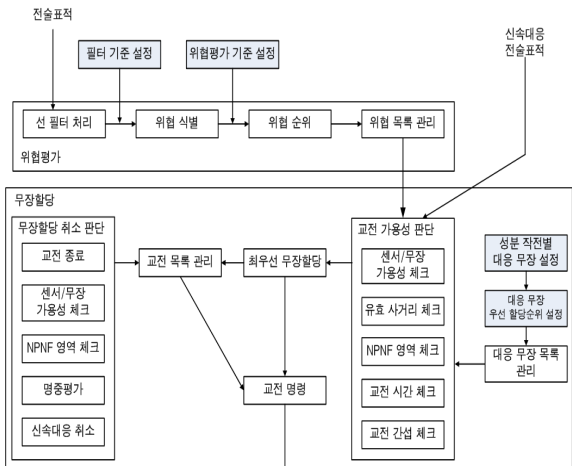 전술표적
신속대응
전술표적
필터 기준 설정
위협평가 기준 설정
선 필터 처리
위협 식별
위협 순위
위협 목록 관리
위협평가
무장할당
무장할당 취소 판단
교전 종료
센서/무장
가용성 체크
NPNF 영역 체크
명중평가
신속대응 취소
교전 목록 관리
최우선 무장할당
교전 명령
교전 가용성 판단
센서/무장
가용성 체크
유효 사거리 체크
NPNF 영역 체크
교전 시간 체크
교전 간섭 체크
성분 작전별
대응 무장 설정
대응 무장
우선 할당순위 설정
대응 무장 목록
관리